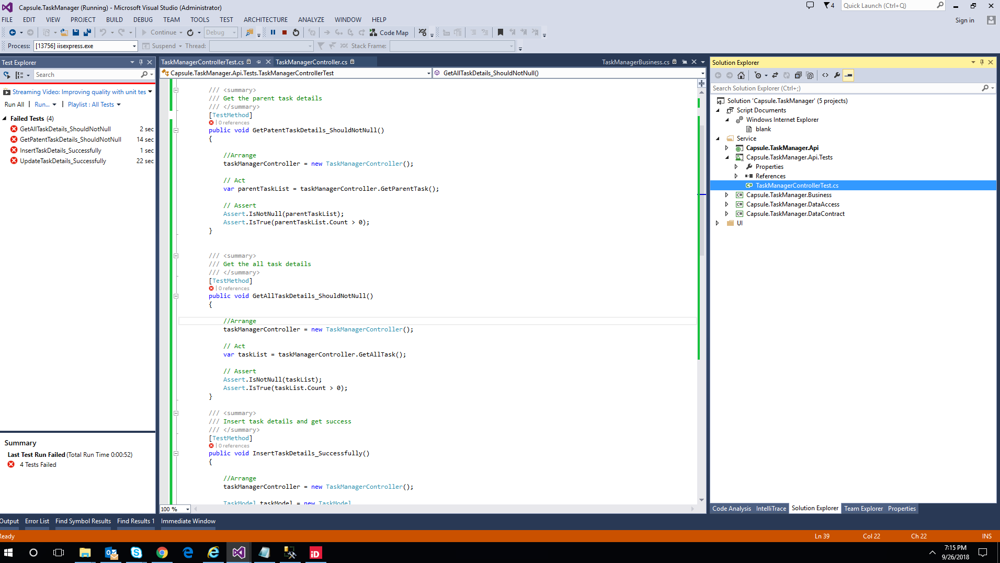 Capsule.TaskManager (Running) - Microsoft Visual Studio (Administrator)
4
Quick Launch (Ctrl+Q)
FILE EDIT VIEW PROJECT BUILD DEBUG TEAM TOOLS TEST ARCHITECTURE ANALYZE WINDOW HELP
Sign in
Continue
Debug
Code Map
Process: [13756] iisexpress.exe
Suspend
Thread:
Stack Frame:
Test Explorer
Search
Streaming Video: Improving quality with unit tes
Run All | Run... | Playlist : All Tests
Failed Tests (4)
GetAllTaskDetails_ShouldNotNull 2 sec
GetPatentTaskDetails_ShouldNotNull 14 sec
InsertTaskDetails_Successfully 1 sec
UpdateTaskDetails_Successfully 22 sec
Summary
Last Test Run Failed (Total Run Time 0:00:52)
4 Tests Failed
TaskManagerControllerTest.cs TaskManagerController.cs TaskManagerBusiness.cs
Capsule.TaskManager.Api.Tests.TaskManagerControllerTest GetAllTaskDetails_ShouldNotNull()
/// <summary>
/// Get the parent task details
/// </summary>
[TestMethod]
| 0 references
public void GetPatentTaskDetails_ShouldNotNull()
{
//Arrange
taskManagerController = new TaskManagerController();
// Act
var parentTaskList = taskManagerController.GetParentTask();
// Assert
Assert.IsNotNull(parentTaskList);
Assert.IsTrue(parentTaskList.Count > 0);
}
/// <summary>
/// Get the all task details
/// </summary>
[TestMethod]
| 0 references
public void GetAllTaskDetails_ShouldNotNull()
{
//Arrange
taskManagerController = new TaskManagerController();
// Act
var taskList = taskManagerController.GetAllTask();
// Assert
Assert.IsNotNull(taskList);
Assert.IsTrue(taskList.Count > 0);
}
/// <summary>
/// Insert task details and get success
/// </summary>
[TestMethod]
| 0 references
public void InsertTaskDetails_Successfully()
{
//Arrange
taskManagerController = new TaskManagerController();
TaskModel taskModel = new TaskModel
100 %
Solution Explorer
Search Solution Explorer (Ctrl+;)
Solution 'Capsule.TaskManager' (5 projects)
Script Documents
Windows Internet Explorer
blank
Service
Capsule.TaskManager.Api
Capsule.TaskManager.Api.Tests
Properties
References
C# TaskManagerControllerTest.cs
C# Capsule.TaskManager.Business
C# Capsule.TaskManager.DataAccess
C# Capsule.TaskManager.DataContract
UI
Code Analysis IntelliTrace Solution Explorer Team Explorer Properties
Output Error List Find Symbol Results Find Results 1 Immediate Window
Ready
Ln 39 Col 22 Ch 22 INS
iD
7:15 PM
9/26/2018